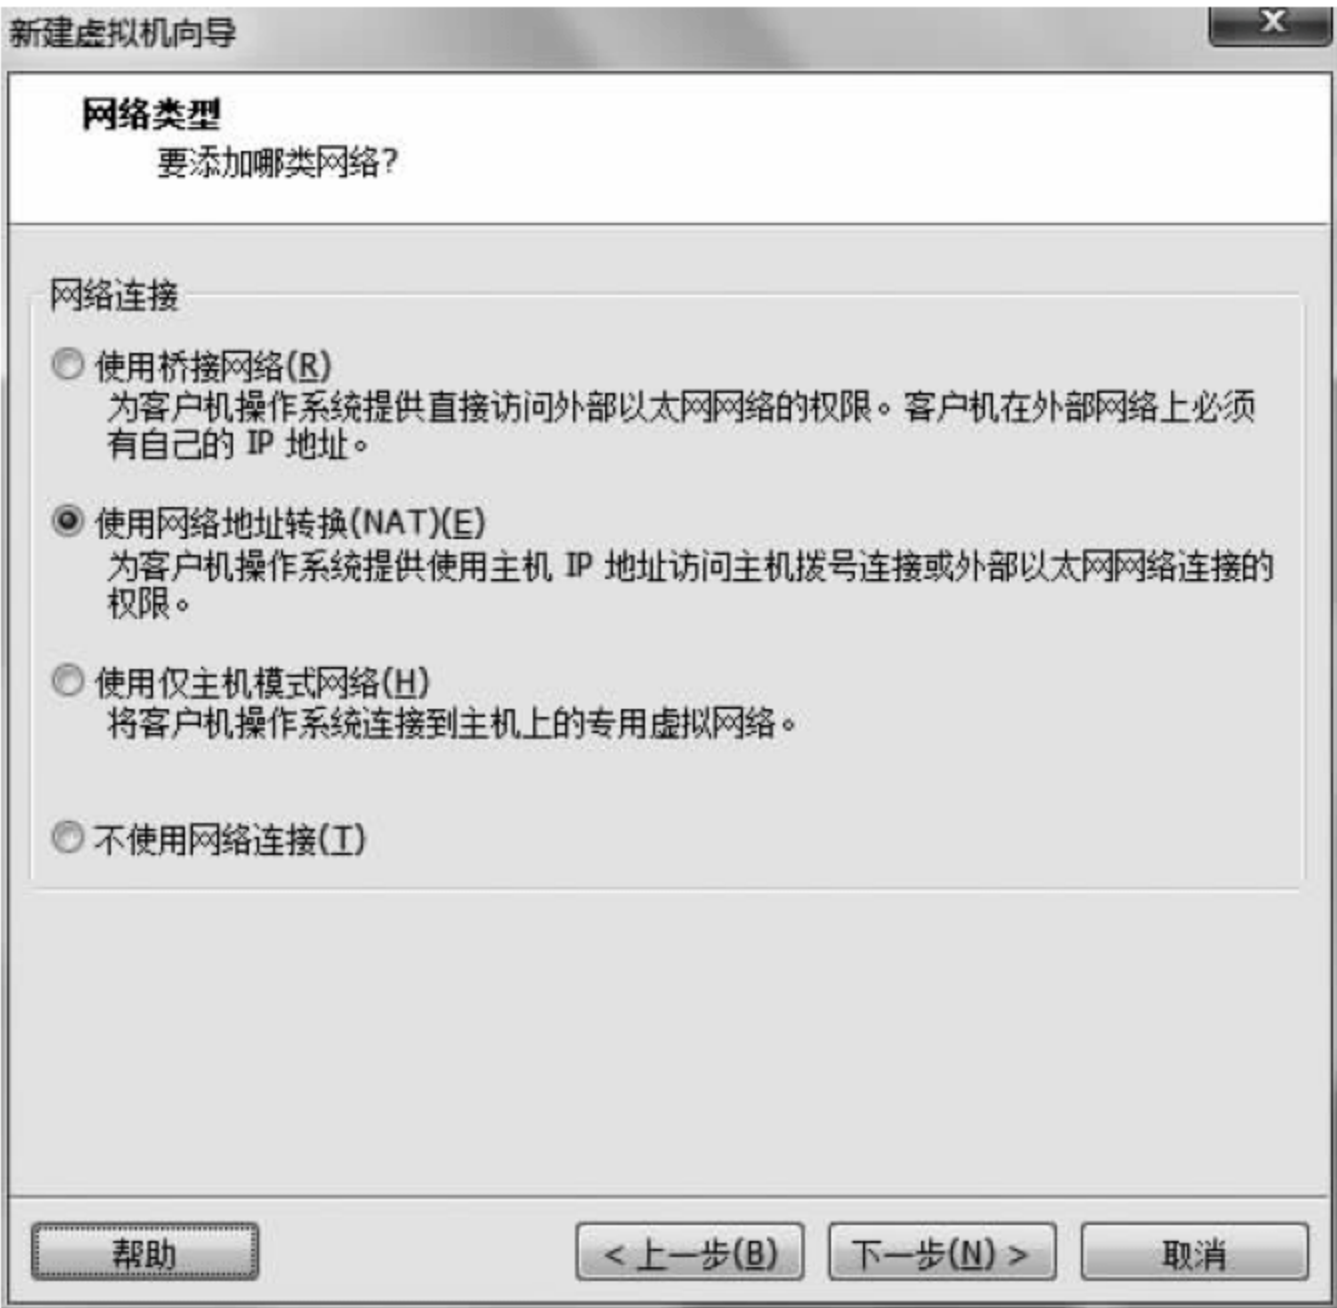 新建虚拟机向导
x
网络类型
要添加哪类网络?
网络连接
使用桥接网络(R)
为客户机操作系统提供直接访问外部以太网网络的权限。客户机在外部网络上必须
有自己的 IP 地址。
使用网络地址转换(NAT)(E)
为客户机操作系统提供使用主机 IP 地址访问主机拨号连接或外部以太网网络连接的
权限。
使用仅主机模式网络(H)
将客户机操作系统连接到主机上的专用虚拟网络。
不使用网络连接(T)
帮助
< 上一步(B)
下一步(N) >
取消